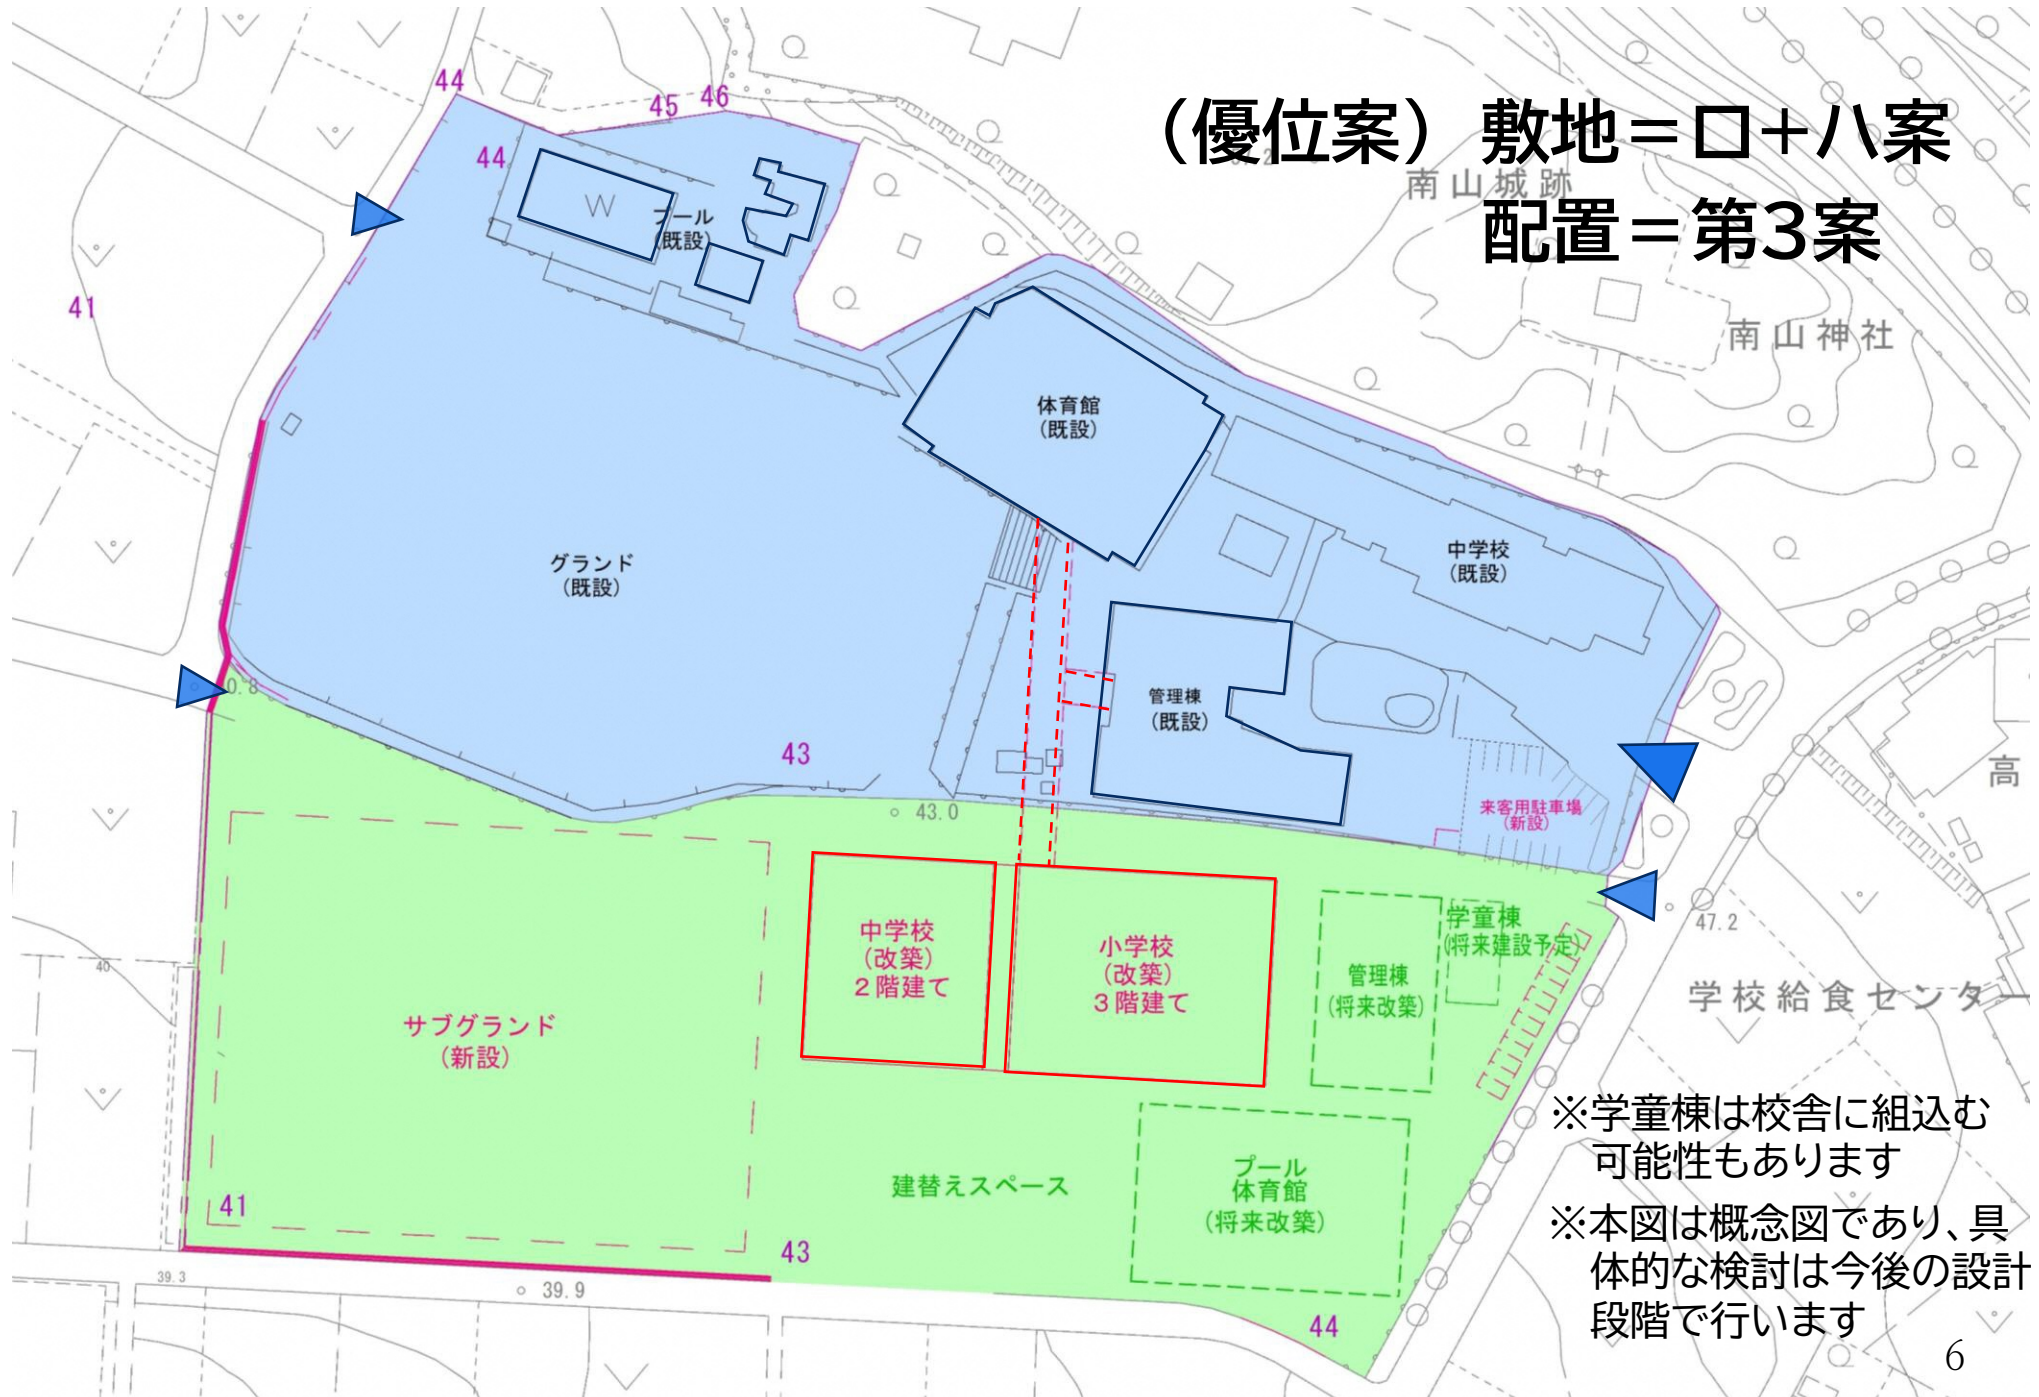 （優位案）敷地＝ロ＋ハ案
配置＝第3案
44
45
46
44
41
南山城跡
南山神社
W
プール
(既設)
体育館
(既設)
グランド
(既設)
中学校
(既設)
管理棟
(既設)
43
43.0
来客用駐車場
(新設)
高
47.2
40
中学校
(改築)
２階建て
小学校
(改築)
３階建て
学童棟
(将来建設予定)
管理棟
(将来改築)
学校給食センター
サブグランド
(新設)
建替えスペース
プール
体育館
(将来改築)
41
43
44
39.3
39.9
※学童棟は校舎に組込む
可能性もあります
※本図は概念図であり、具
体的な検討は今後の設計
段階で行います
6